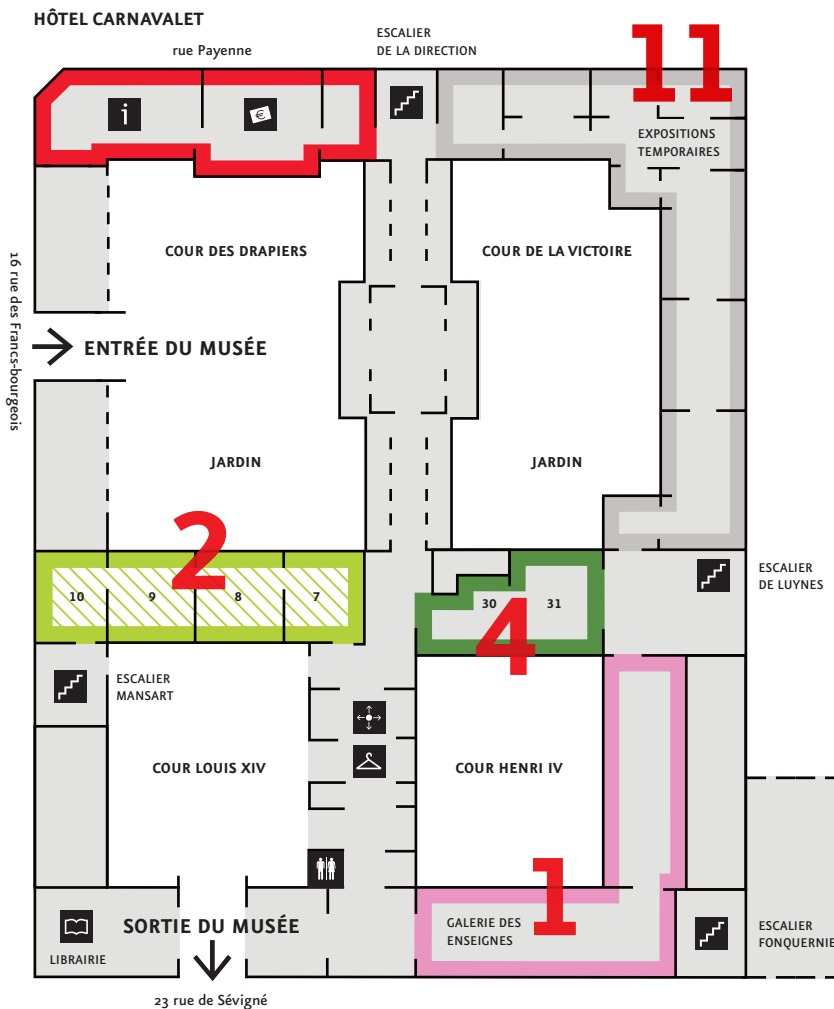 HÔTEL CARNAVALET
rue Payenne
ESCALIER
DE LA DIRECTION
11
i
€
EXPOSITIONS
TEMPORAIRES
COUR DES DRAPIERS
COUR DE LA VICTOIRE
16 rue des Francs-bourgeois
ENTRÉE DU MUSÉE
JARDIN
JARDIN
2
10
9
8
7
30
31
4
ESCALIER
DE LUYNES
ESCALIER
MANSART
COUR LOUIS XIV
COUR HENRI IV
1
GALERIE DES
ENSEIGNES
SORTIE DU MUSÉE
LIBRAIRIE
ESCALIER
FONQUERNIE
23 rue de Sévigné